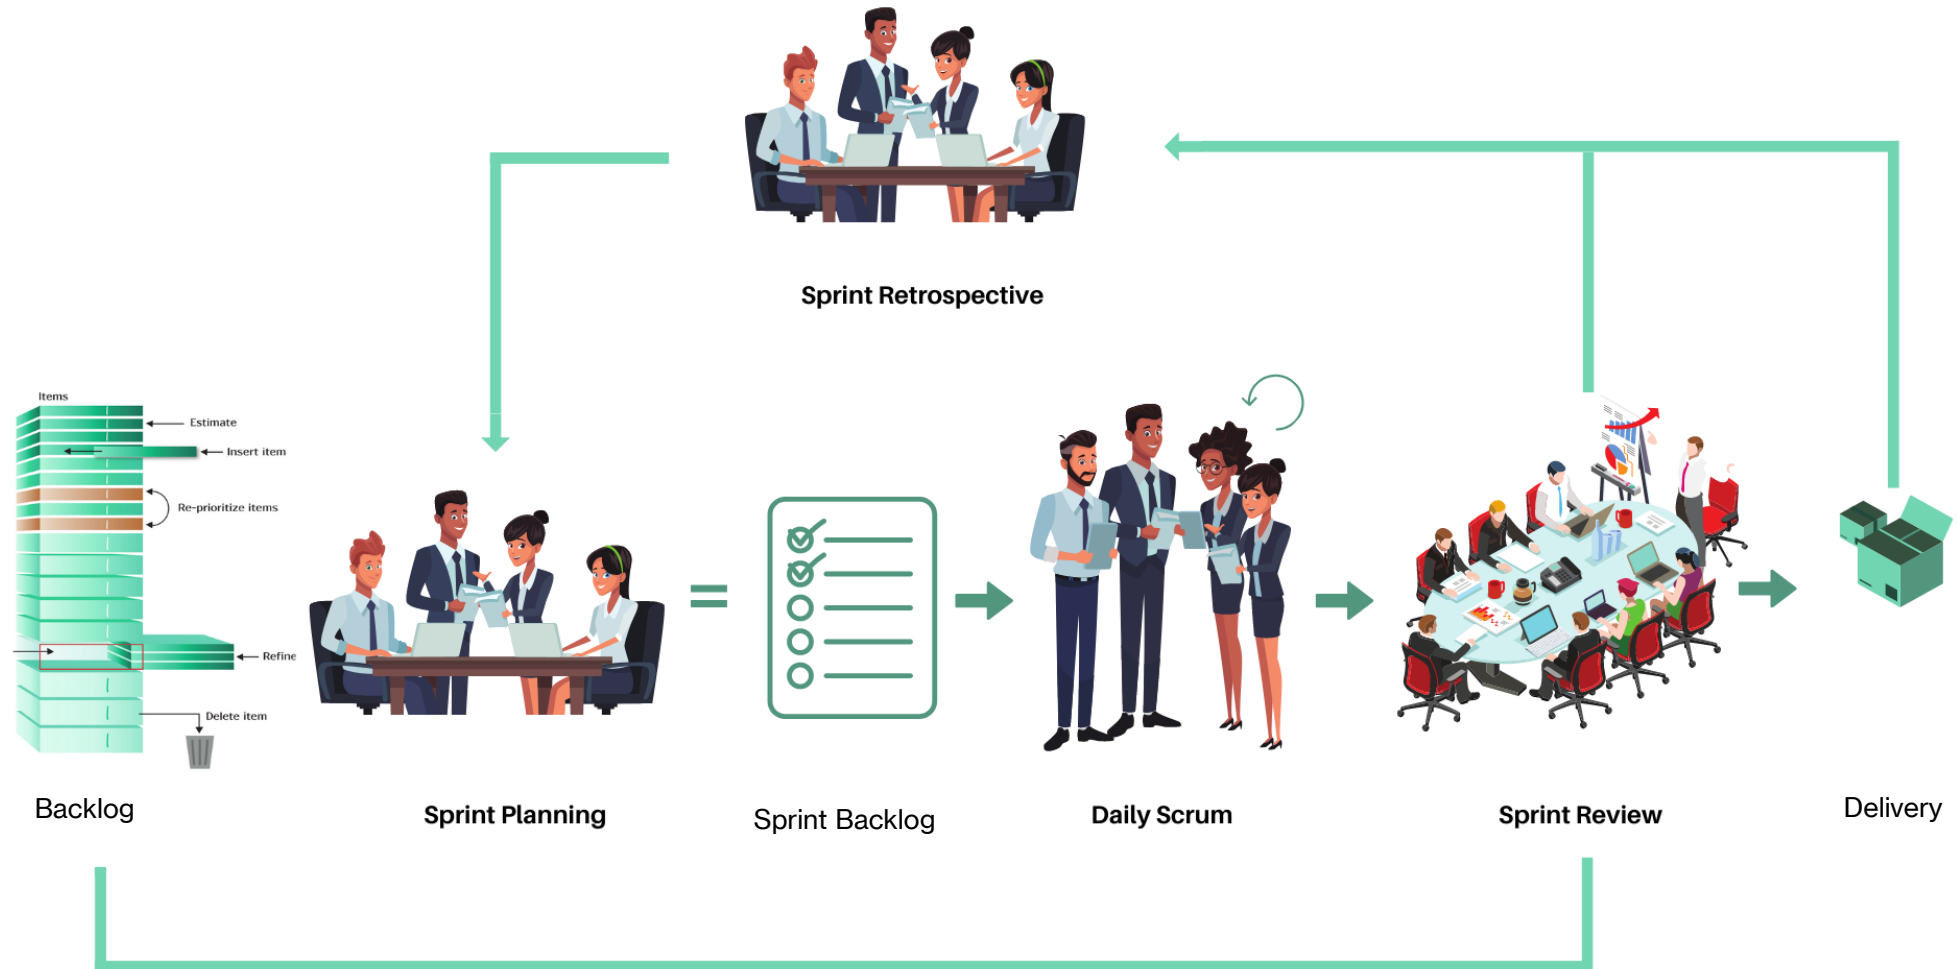 Sprint Retrospective
Items
Estimate
Insert item
Re-prioritize items
Refine
Delete item
Backlog
Sprint Planning
Sprint Backlog
Daily Scrum
Sprint Review
Delivery